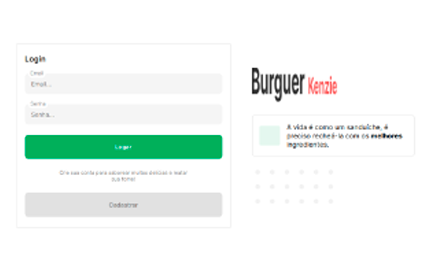 Login
Email
Email...
Senha
Senha...
Logar
Crie sua conta para saborear muitas delícias e matar
sua fome!
Cadastrar
Burguer Kenzie
A vida é como um sanduíche, é
preciso recheá-la com os melhores
ingredientes.